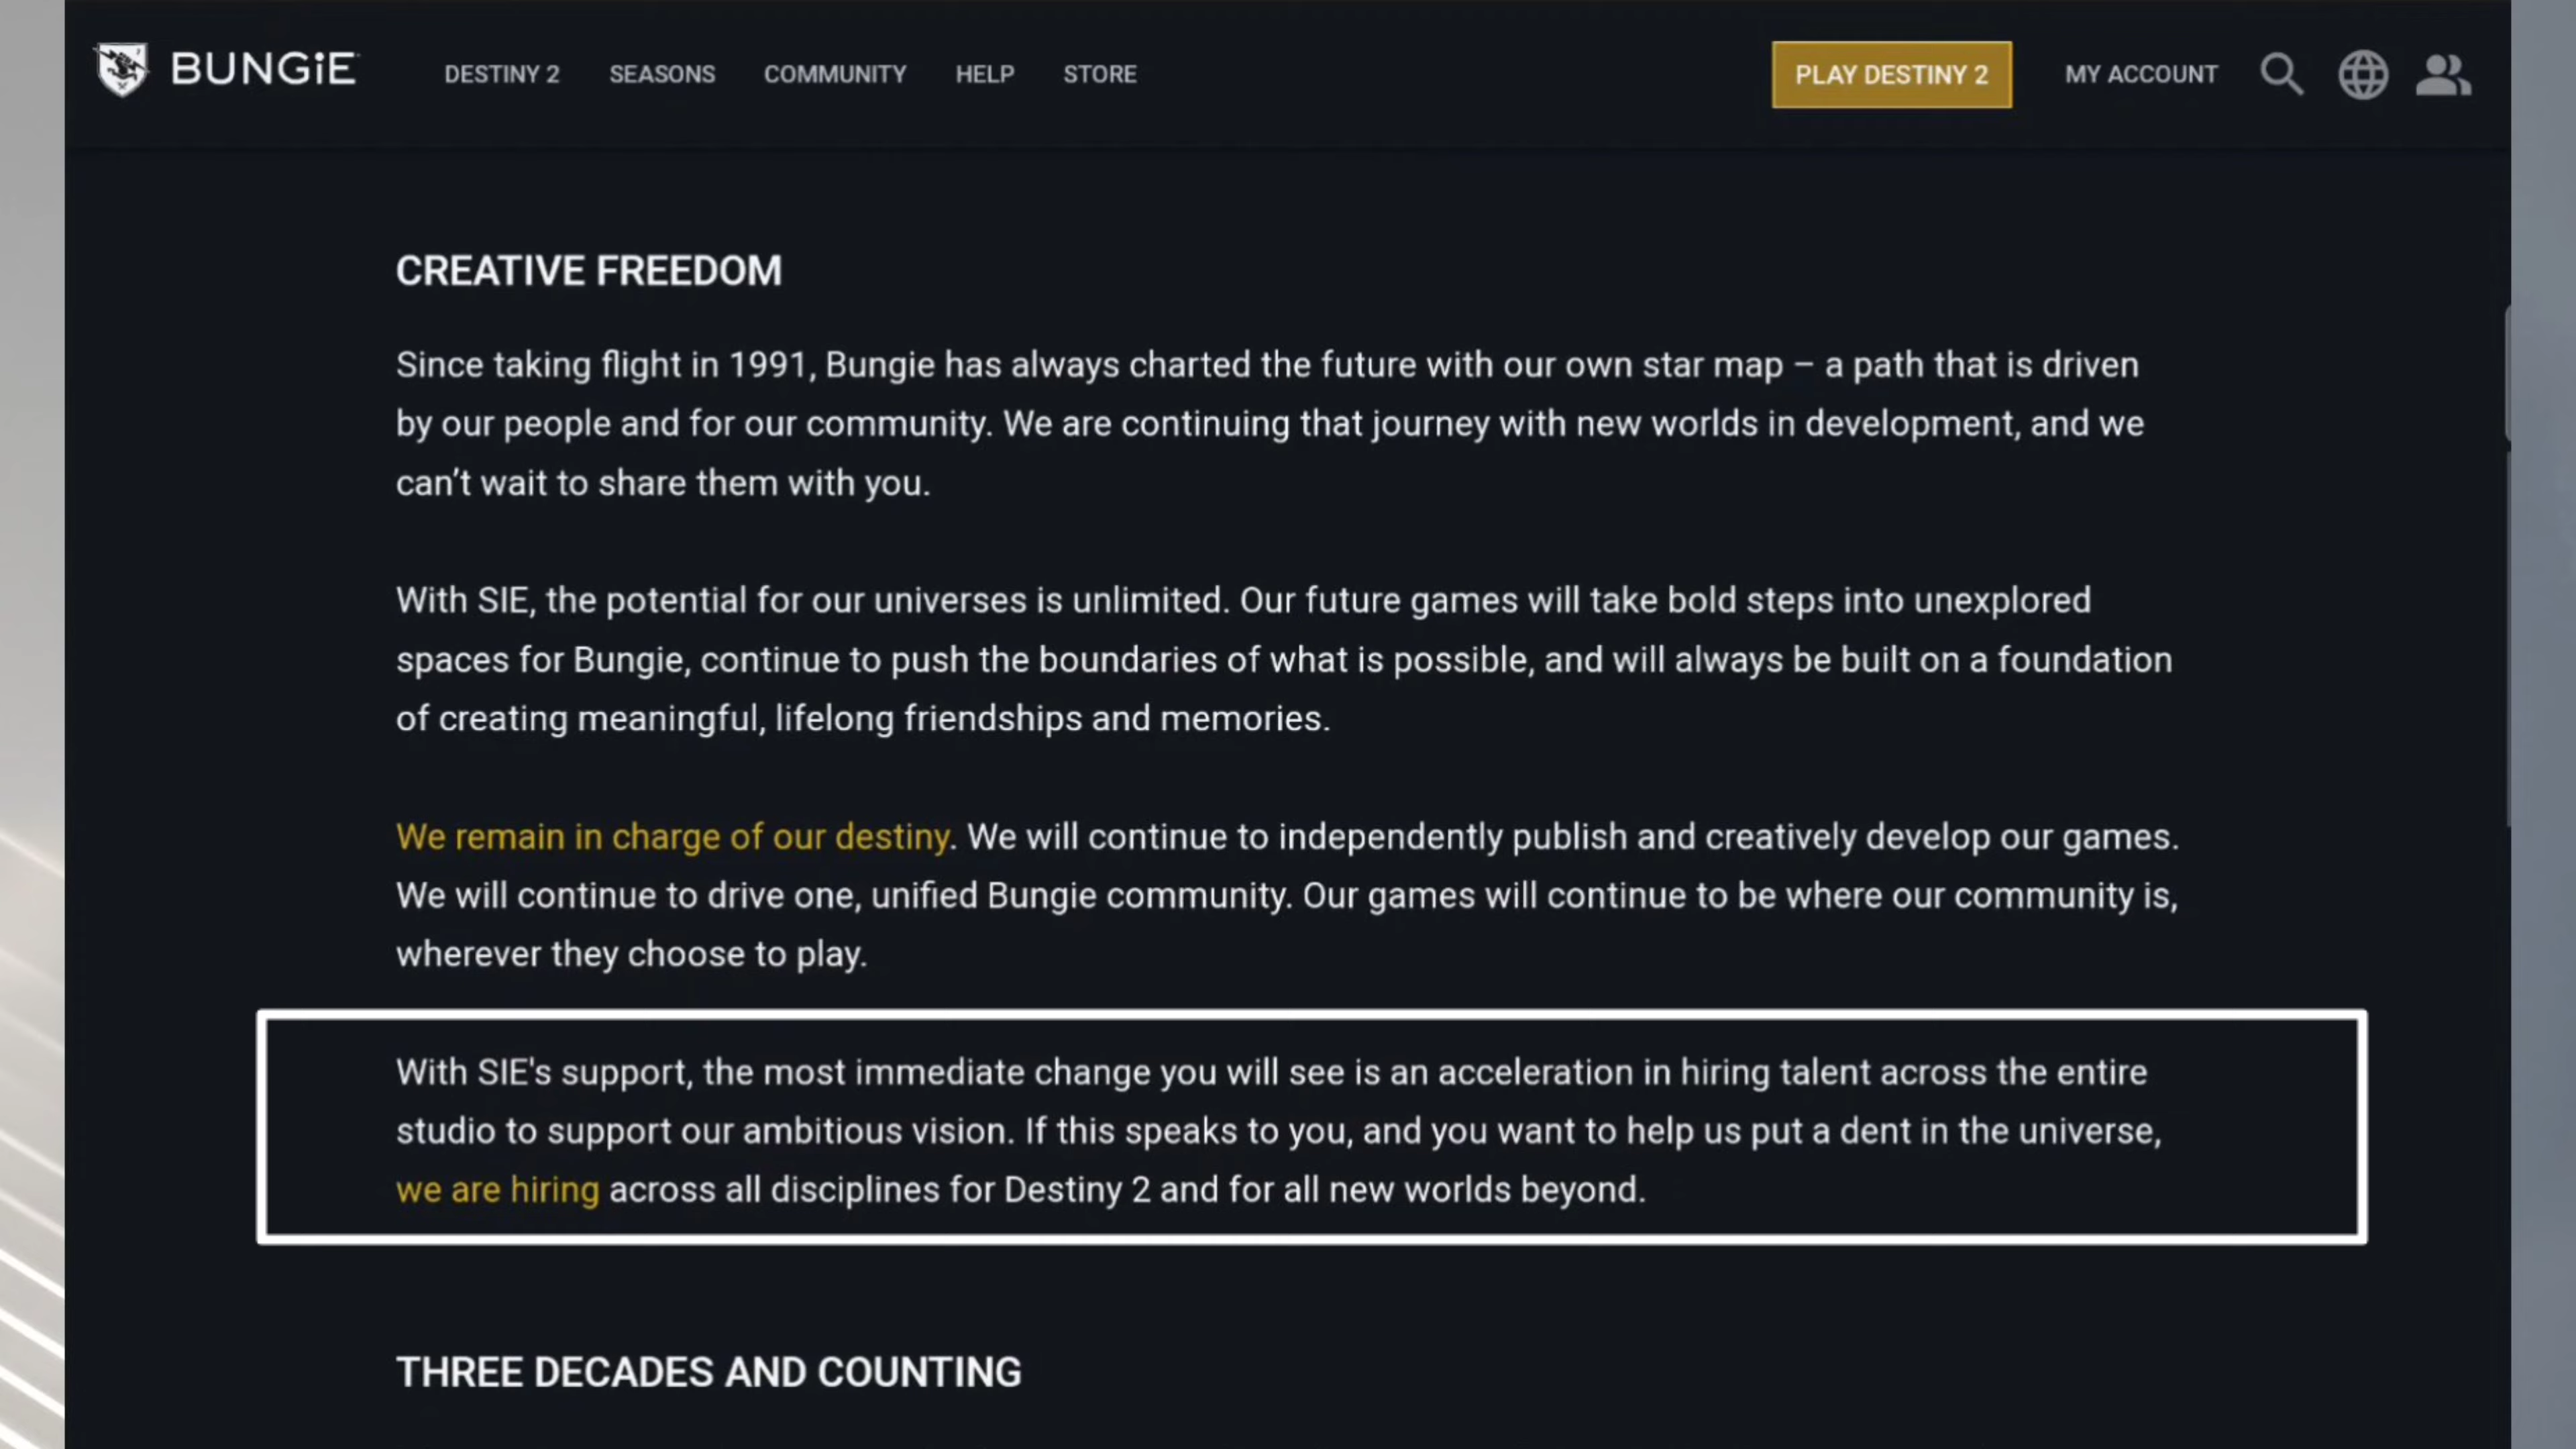 BUNGiE DESTINY 2 SEASONS COMMUNITY HELP STORE PLAY DESTINY 2 MY ACCOUNT
CREATIVE FREEDOM
Since taking flight in 1991, Bungie has always charted the future with our own star map – a path that is driven
by our people and for our community. We are continuing that journey with new worlds in development, and we
can’t wait to share them with you.
With SIE, the potential for our universes is unlimited. Our future games will take bold steps into unexplored
spaces for Bungie, continue to push the boundaries of what is possible, and will always be built on a foundation
of creating meaningful, lifelong friendships and memories.
We remain in charge of our destiny. We will continue to independently publish and creatively develop our games.
We will continue to drive one, unified Bungie community. Our games will continue to be where our community is,
wherever they choose to play.
With SIE's support, the most immediate change you will see is an acceleration in hiring talent across the entire
studio to support our ambitious vision. If this speaks to you, and you want to help us put a dent in the universe,
we are hiring across all disciplines for Destiny 2 and for all new worlds beyond.
THREE DECADES AND COUNTING